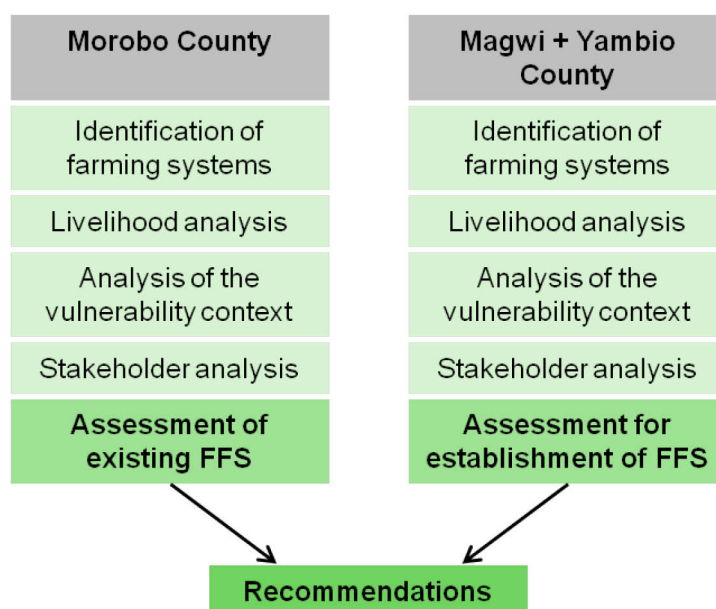 Morobo County
Identification of
farming systems
Livelihood analysis
Analysis of the
vulnerability context
Stakeholder analysis
Assessment of
existing FFS
Magwi + Yambio
County
Identification of
farming systems
Livelihood analysis
Analysis of the
vulnerability context
Stakeholder analysis
Assessment for
establishment of FFS
Recommendations